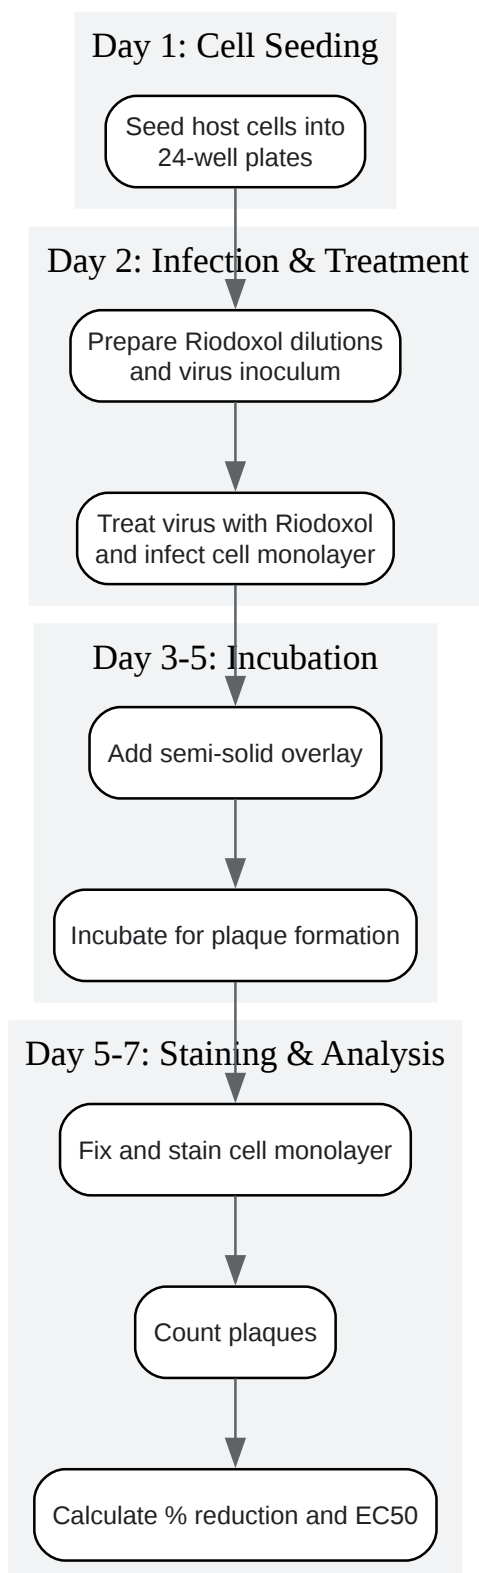 Day 1: Cell Seeding
Seed host cells into
24-well plates
Day 2: Infection & Treatment
Prepare Riodoxol dilutions
and virus inoculum
Treat virus with Riodoxol
and infect cell monolayer
Day 3-5: Incubation
Add semi-solid overlay
Incubate for plaque formation
Day 5-7: Staining & Analysis
Fix and stain cell monolayer
Count plaques
Calculate % reduction and EC50